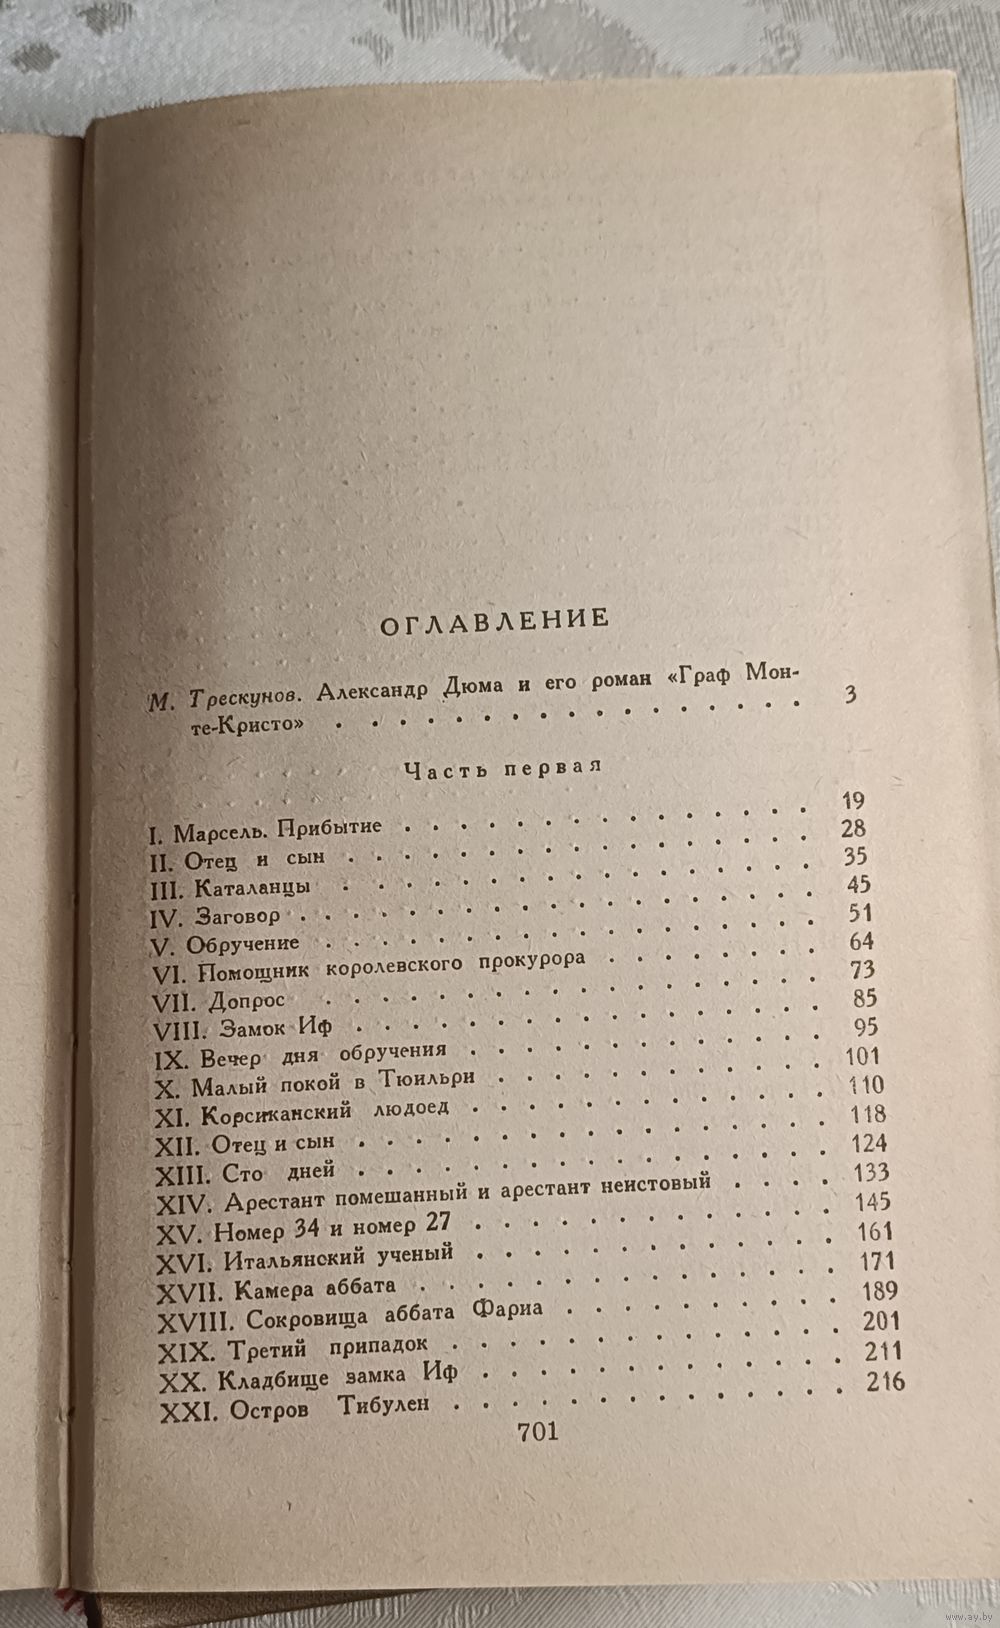 ОГЛАВЛЕНИЕ
М. Трескунов. Александр Дюма и его роман «Граф Мон-
те-Кристо» . . . . . . . . . . . . . . . . . 3
Часть первая
I. Марсель. Прибытие . . . . . . . . . . . . . . . 19
II. Отец и сын . . . . . . . . . . . . . . . . . 28
III. Каталанцы . . . . . . . . . . . . . . . . . 35
IV. Заговор . . . . . . . . . . . . . . . . . . . 45
V. Обручение . . . . . . . . . . . . . . . . . . 51
VI. Помощник королевского прокурора . . . . . . . . 64
VII. Допрос . . . . . . . . . . . . . . . . . . 73
VIII. Замок Иф . . . . . . . . . . . . . . . . . 85
IX. Вечер дня обручения . . . . . . . . . . . . . 95
X. Малый покой в Тюильри . . . . . . . . . . . . 101
XI. Корсиканский людоед . . . . . . . . . . . . . 110
XII. Отец и сын . . . . . . . . . . . . . . . . . 118
XIII. Сто дней . . . . . . . . . . . . . . . . . 124
XIV. Арестант помешанный и арестант неистовый . . . . 133
XV. Номер 34 и номер 27 . . . . . . . . . . . . . 145
XVI. Итальянский ученый . . . . . . . . . . . . . 161
XVII. Камера аббата . . . . . . . . . . . . . . . 171
XVIII. Сокровища аббата Фариа . . . . . . . . . . 189
XIX. Третий припадок . . . . . . . . . . . . . . 201
XX. Кладбище замка Иф . . . . . . . . . . . . . 211
XXI. Остров Тибулен . . . . . . . . . . . . . . 216
701
www.ay.by